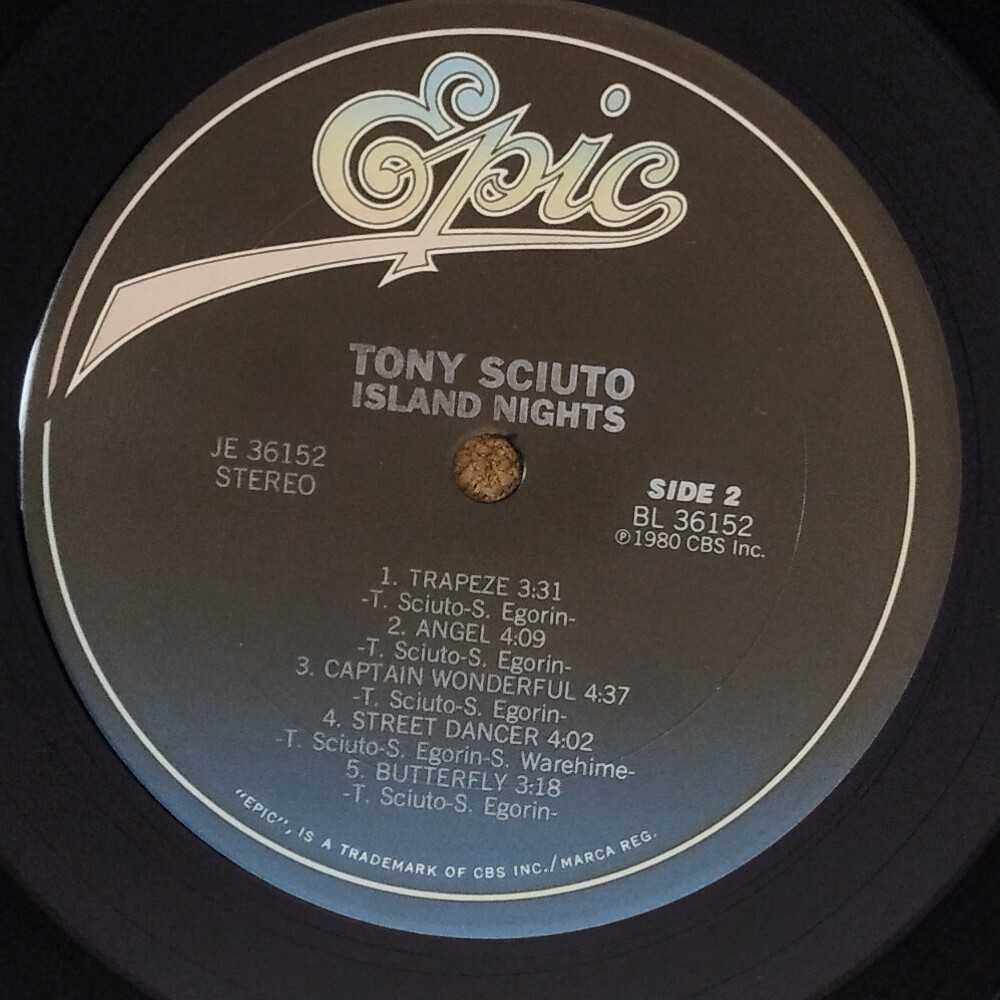 Epic
TONY SCIUTO
ISLAND NIGHTS
JE 36152
STEREO
SIDE 2
BL 36152
℗1980 CBS Inc.
1. TRAPEZE 3:31
-T. Sciuto-S. Egorin-
2. ANGEL 4:09
-T. Sciuto-S. Egorin-
3. CAPTAIN WONDERFUL 4:37
-T. Sciuto-S. Egorin-
4. STREET DANCER 4:02
-T. Sciuto-S. Egorin-S. Warehime-
5. BUTTERFLY 3:18
-T. Sciuto-S. Egorin-
"EPIC", IS A TRADEMARK OF CBS INC./MARCA REG.